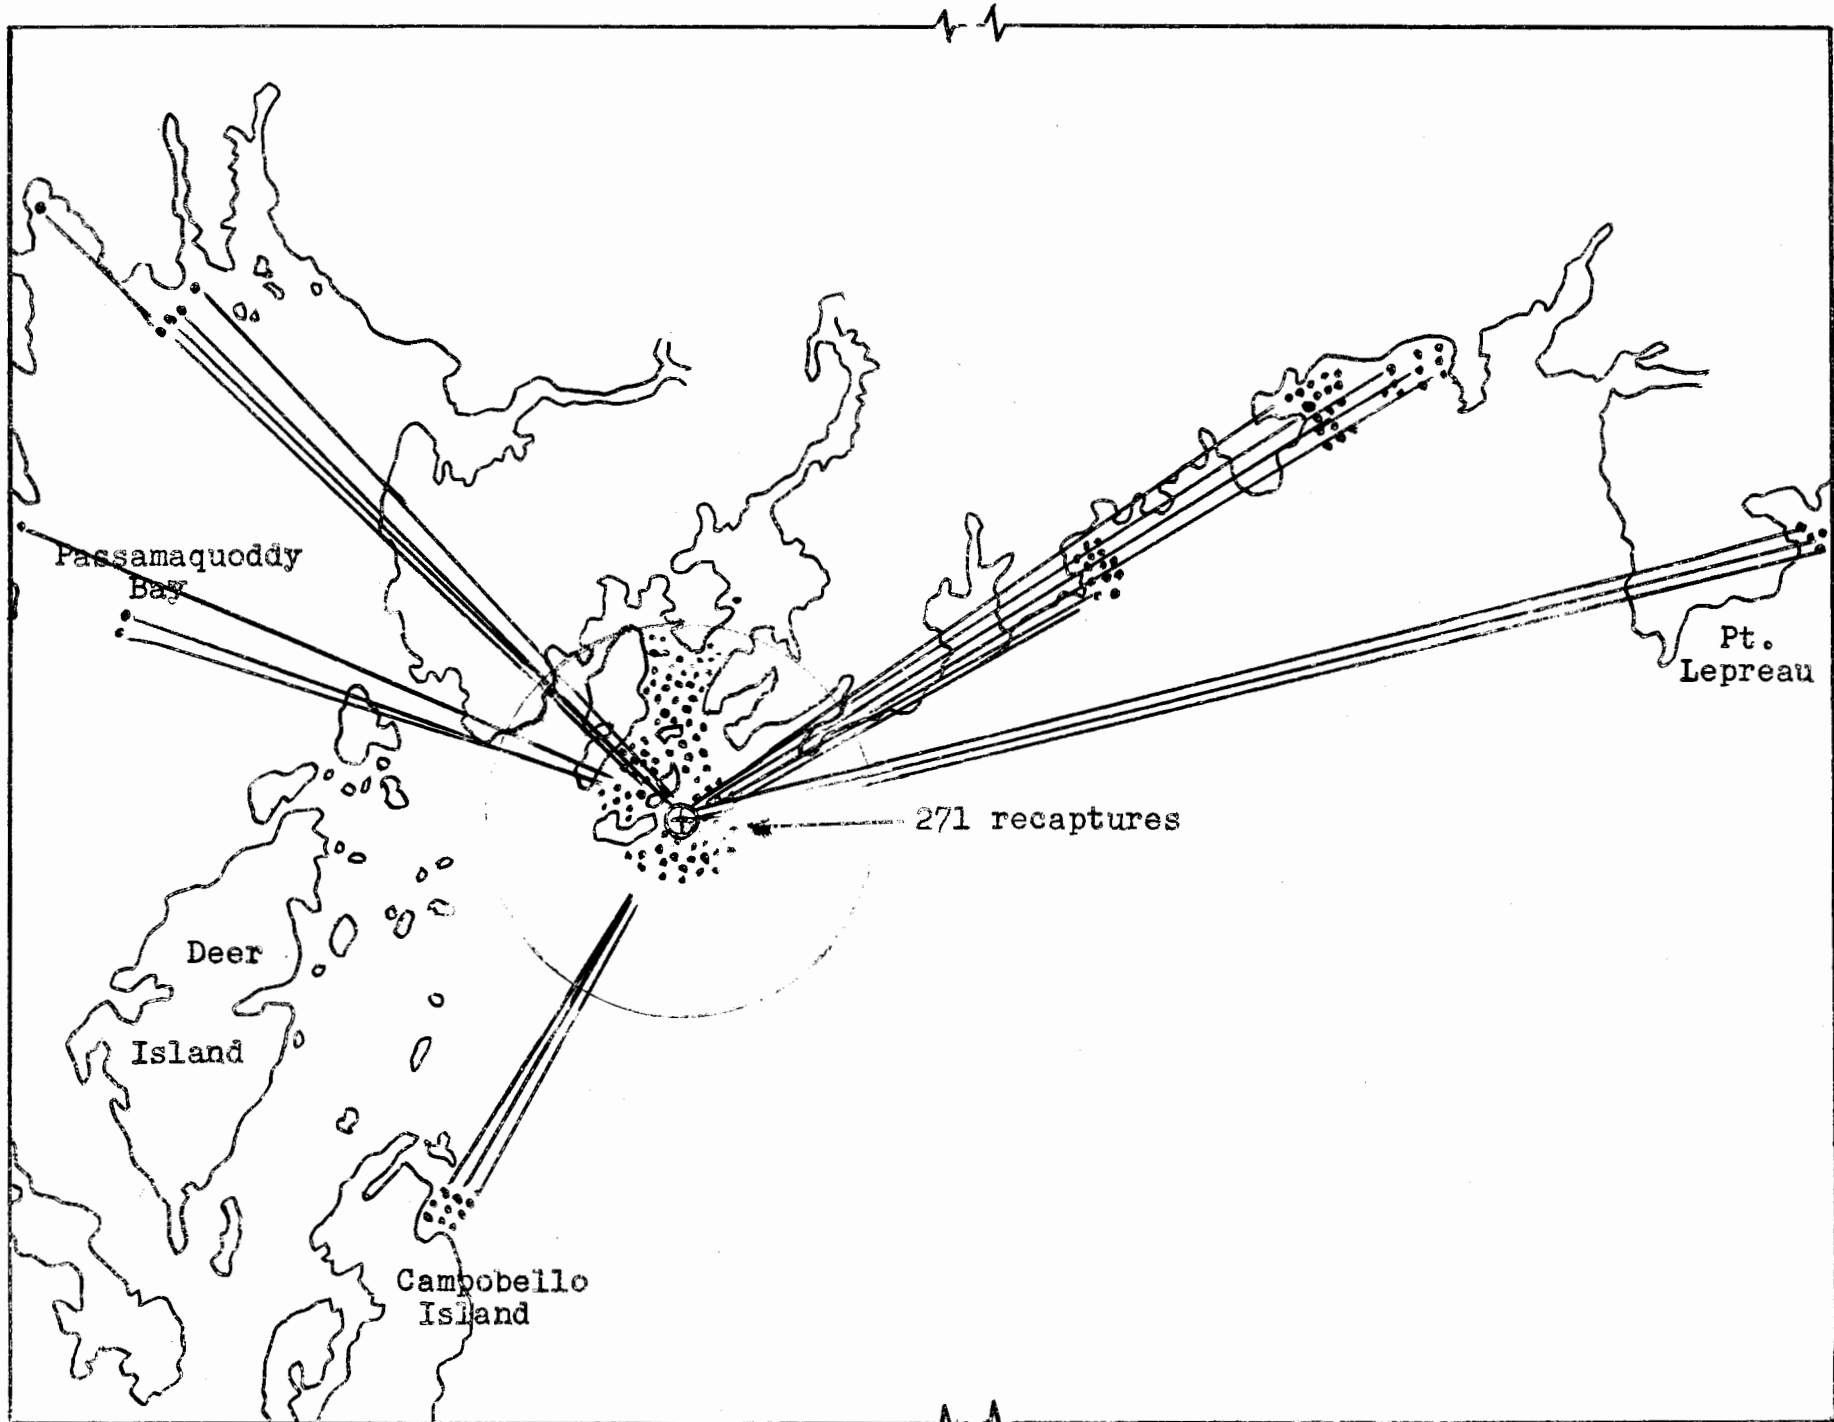 Passamaquoddy
Bay
Pt.
Lepreau
271 recaptures
Deer
Island
Campobello
Island